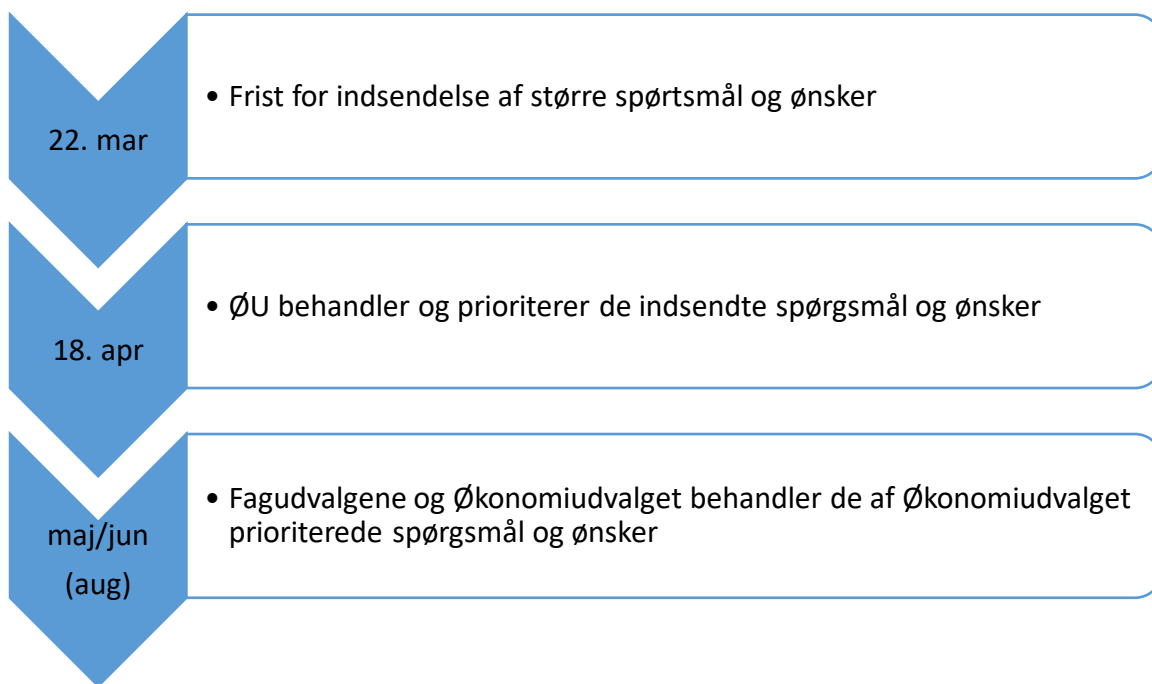 22. mar
• Frist for indsendelse af større spørtsmål og ønsker
18. apr
• ØU behandler og prioriterer de indsendte spørgsmål og ønsker
maj/jun
(aug)
• Fagudvalgene og Økonomiudvalget behandler de af Økonomiudvalget
prioriterede spørgsmål og ønsker